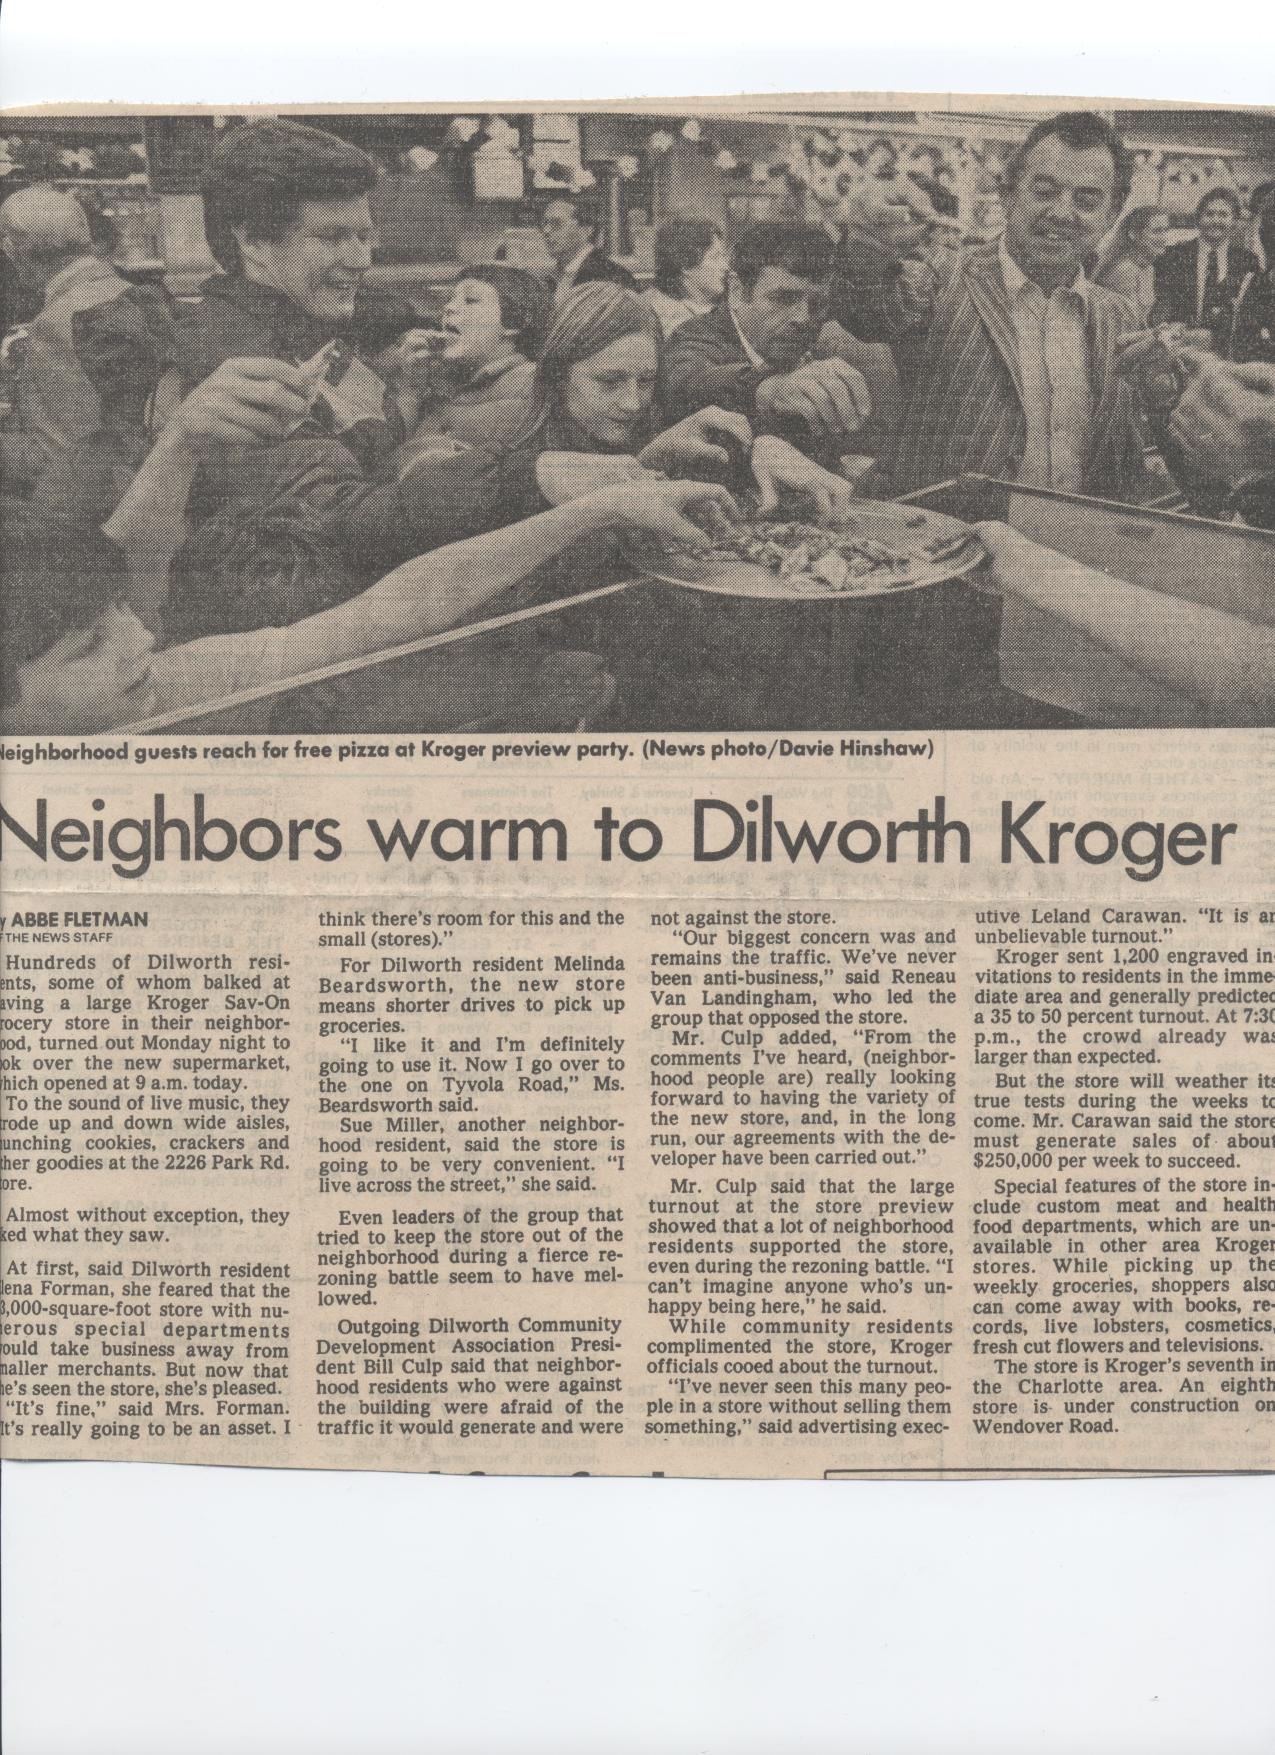 Neighborhood guests reach for free pizza at Kroger preview party. (News photo/Davie Hinshaw)
Neighbors warm to Dilworth Kroger
y ABBE FLETMAN
F THE NEWS STAFF
Hundreds of Dilworth resi-
ents, some of whom balked at
aving a large Kroger Sav-On
rocery store in their neighbor-
ood, turned out Monday night to
ok over the new supermarket,
hich opened at 9 a.m. today.
To the sound of live music, they
rode up and down wide aisles,
unching cookies, crackers and
ther goodies at the 2226 Park Rd.
ore.
Almost without exception, they
ked what they saw.
At first, said Dilworth resident
lena Forman, she feared that the
3,000-square-foot store with nu-
erous special departments
ould take business away from
maller merchants. But now that
he's seen the store, she's pleased.
"It's fine," said Mrs. Forman.
It's really going to be an asset. I
think there's room for this and the
small (stores)."
For Dilworth resident Melinda
Beardsworth, the new store
means shorter drives to pick up
groceries.
"I like it and I'm definitely
going to use it. Now I go over to
the one on Tyvola Road," Ms.
Beardsworth said.
Sue Miller, another neighbor-
hood resident, said the store is
going to be very convenient. "I
live across the street," she said.
Even leaders of the group that
tried to keep the store out of the
neighborhood during a fierce re-
zoning battle seem to have mel-
lowed.
Outgoing Dilworth Community
Development Association Presi-
dent Bill Culp said that neighbor-
hood residents who were against
the building were afraid of the
traffic it would generate and were
not against the store.
"Our biggest concern was and
remains the traffic. We've never
been anti-business," said Reneau
Van Landingham, who led the
group that opposed the store.
Mr. Culp added, "From the
comments I've heard, (neighbor-
hood people are) really looking
forward to having the variety of
the new store, and, in the long
run, our agreements with the de-
veloper have been carried out."
Mr. Culp said that the large
turnout at the store preview
showed that a lot of neighborhood
residents supported the store,
even during the rezoning battle. "I
can't imagine anyone who's un-
happy being here," he said.
While community residents
complimented the store, Kroger
officials cooed about the turnout.
"I've never seen this many peo-
ple in a store without selling them
something," said advertising exec-
utive Leland Carawan. "It is an
unbelievable turnout."
Kroger sent 1,200 engraved in-
vitations to residents in the imme-
diate area and generally predicted
a 35 to 50 percent turnout. At 7:30
p.m., the crowd already was
larger than expected.
But the store will weather its
true tests during the weeks to
come. Mr. Carawan said the store
must generate sales of about
$250,000 per week to succeed.
Special features of the store in-
clude custom meat and health
food departments, which are un-
available in other area Kroger
stores. While picking up the
weekly groceries, shoppers also
can come away with books, re-
cords, live lobsters, cosmetics,
fresh cut flowers and televisions.
The store is Kroger's seventh in
the Charlotte area. An eighth
store is under construction on
Wendover Road.